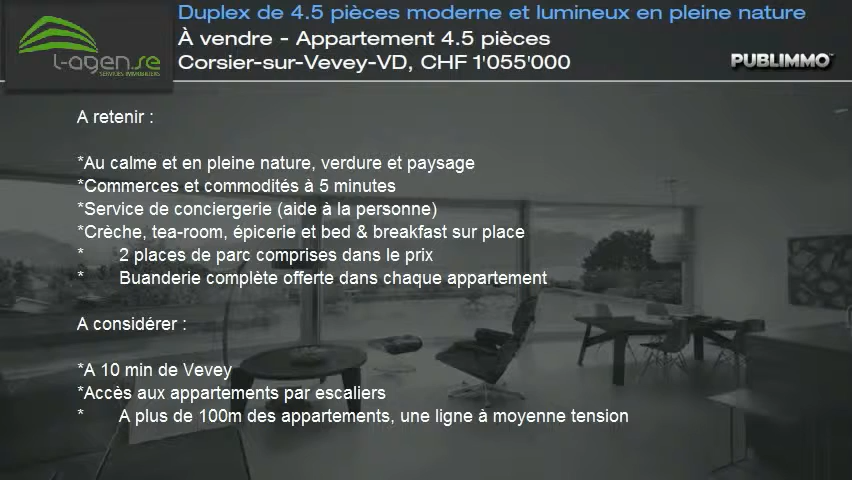 Duplex de 4.5 pièces moderne et lumineux en pleine nature
À vendre - Appartement 4.5 pièces
Corsier-sur-Vevey-VD, CHF 1'055'000
l-agen.se
SERVICES IMMOBILIERS
PUBLIMMO
A retenir :
*Au calme et en pleine nature, verdure et paysage
*Commerces et commodités à 5 minutes
*Service de conciergerie (aide à la personne)
*Crèche, tea-room, épicerie et bed & breakfast sur place
* 2 places de parc comprises dans le prix
* Buanderie complète offerte dans chaque appartement
A considérer :
*A 10 min de Vevey
*Accès aux appartements par escaliers
* A plus de 100m des appartements, une ligne à moyenne tension